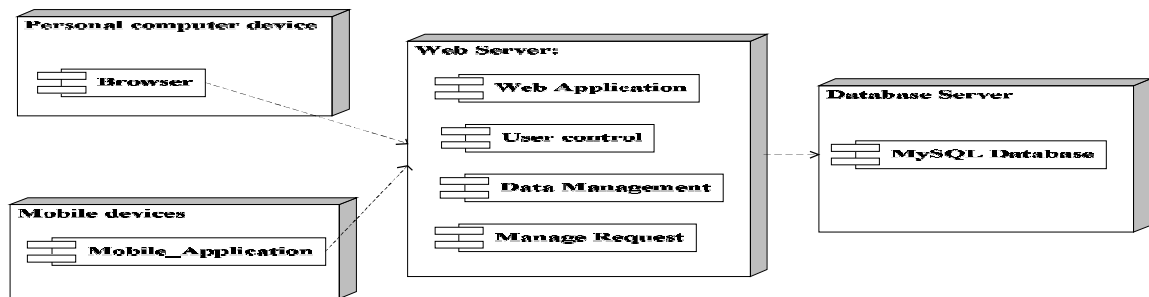 Personal computer device
Browser
Mobile devices
Mobile_Application
Web Server:
Web Application
User control
Data Management
Manage Request
Database Server
MySQL Database